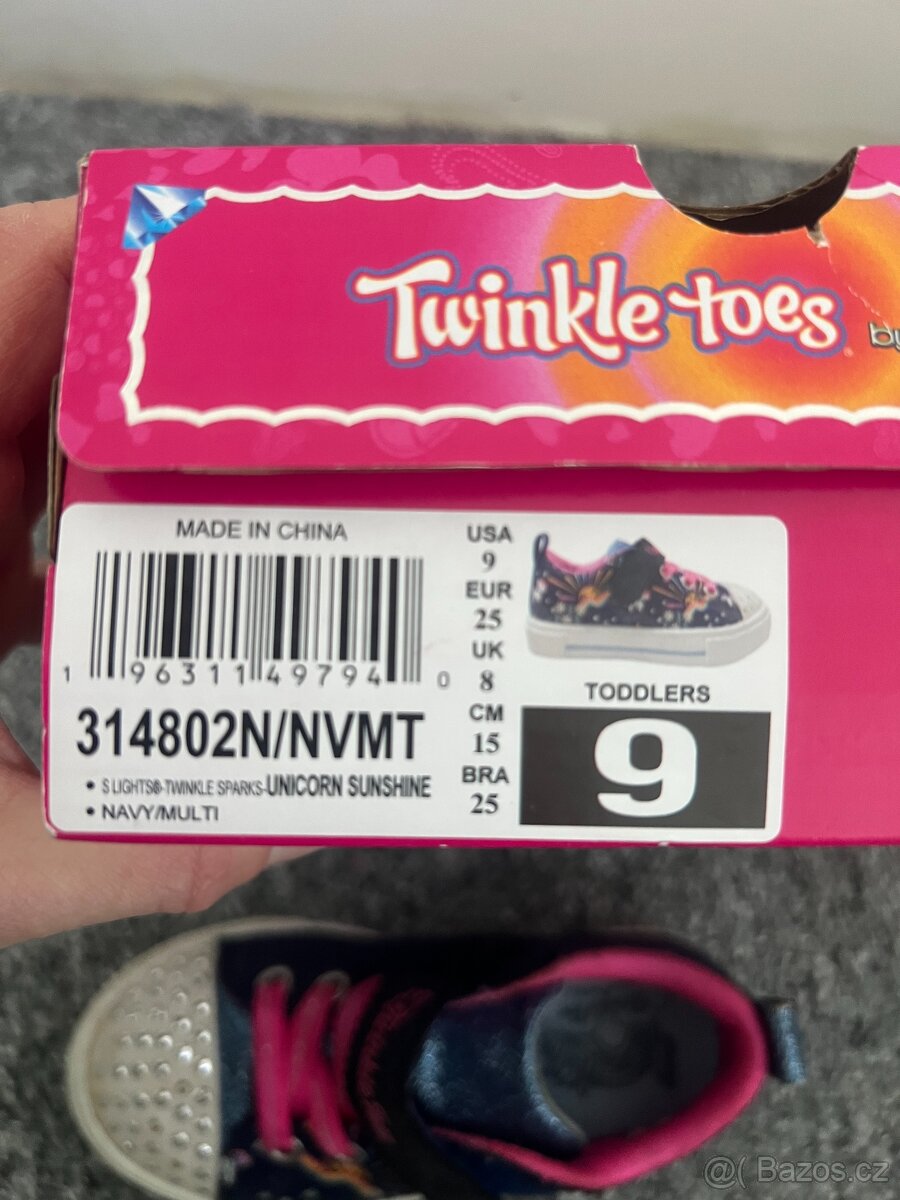 Twinkle toes by
MADE IN CHINA
1 96311 49794 0
314802N/NVMT
• S LIGHTS®-TWINKLE SPARKS-UNICORN SUNSHINE
• NAVY/MULTI
USA
9
EUR
25
UK
8
CM
15
BRA
25
TODDLERS
9
@( Bazos.cz